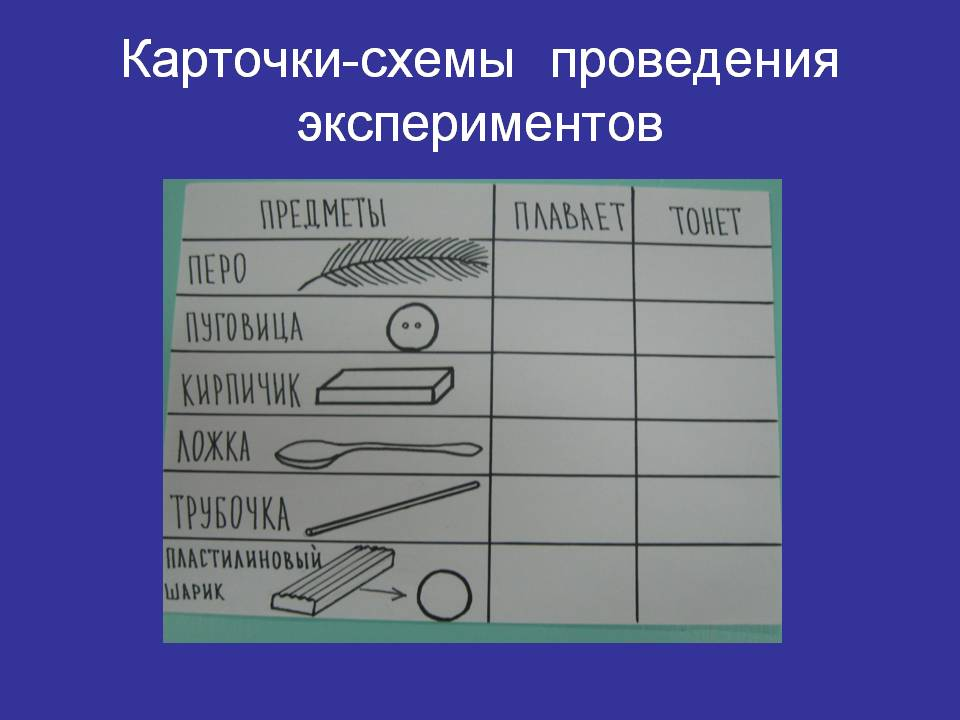 Карточки-схемы проведения
экспериментов
ПРЕДМЕТЫ ПЛАВАЕТ ТОНЕТ
ПЕРО
ПУГОВИЦА
КИРПИЧИК
ЛОЖКА
ТРУБОЧКА
ПЛАСТИЛИНОВЫЙ
ШАРИК